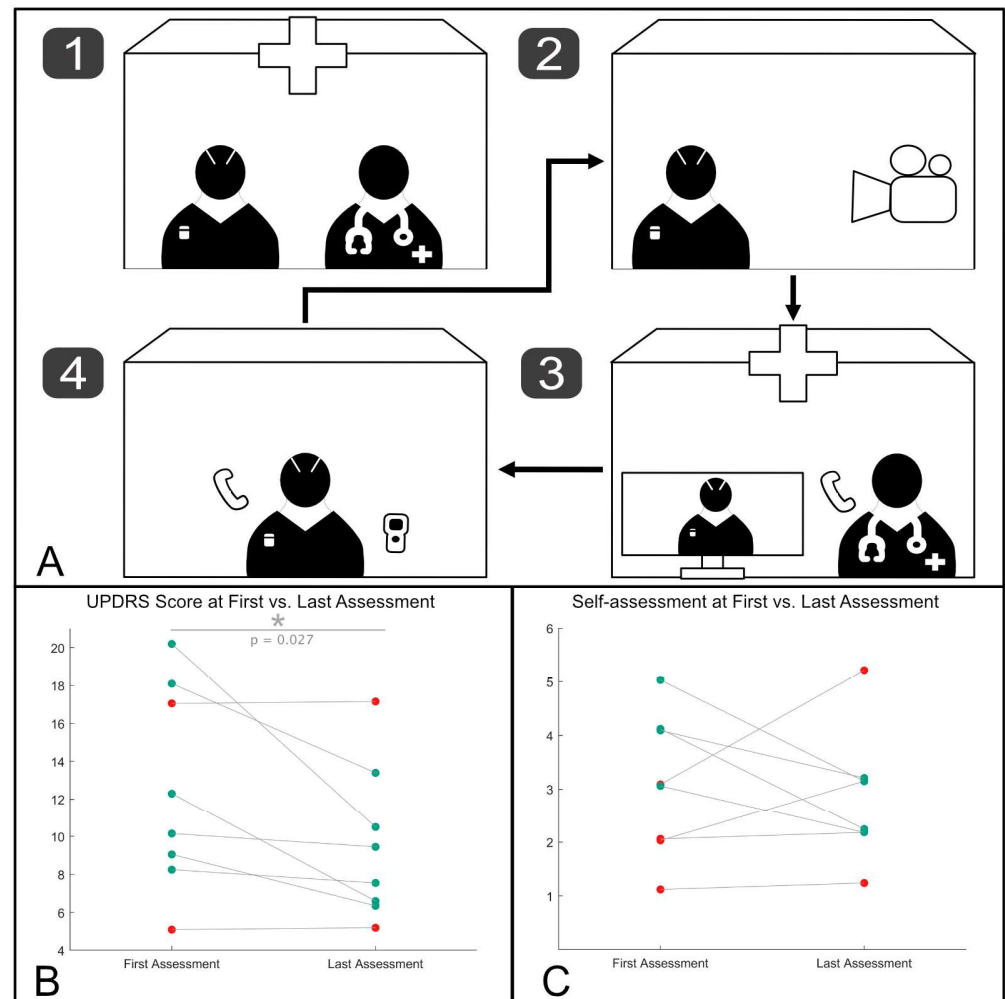 1
2
4
3
A
UPDRS Score at First vs. Last Assessment
*
p = 0.027
20
18
16
14
12
10
8
6
4
First Assessment
Last Assessment
B
Self-assessment at First vs. Last Assessment
6
5
4
3
2
1
First Assessment
Last Assessment
C